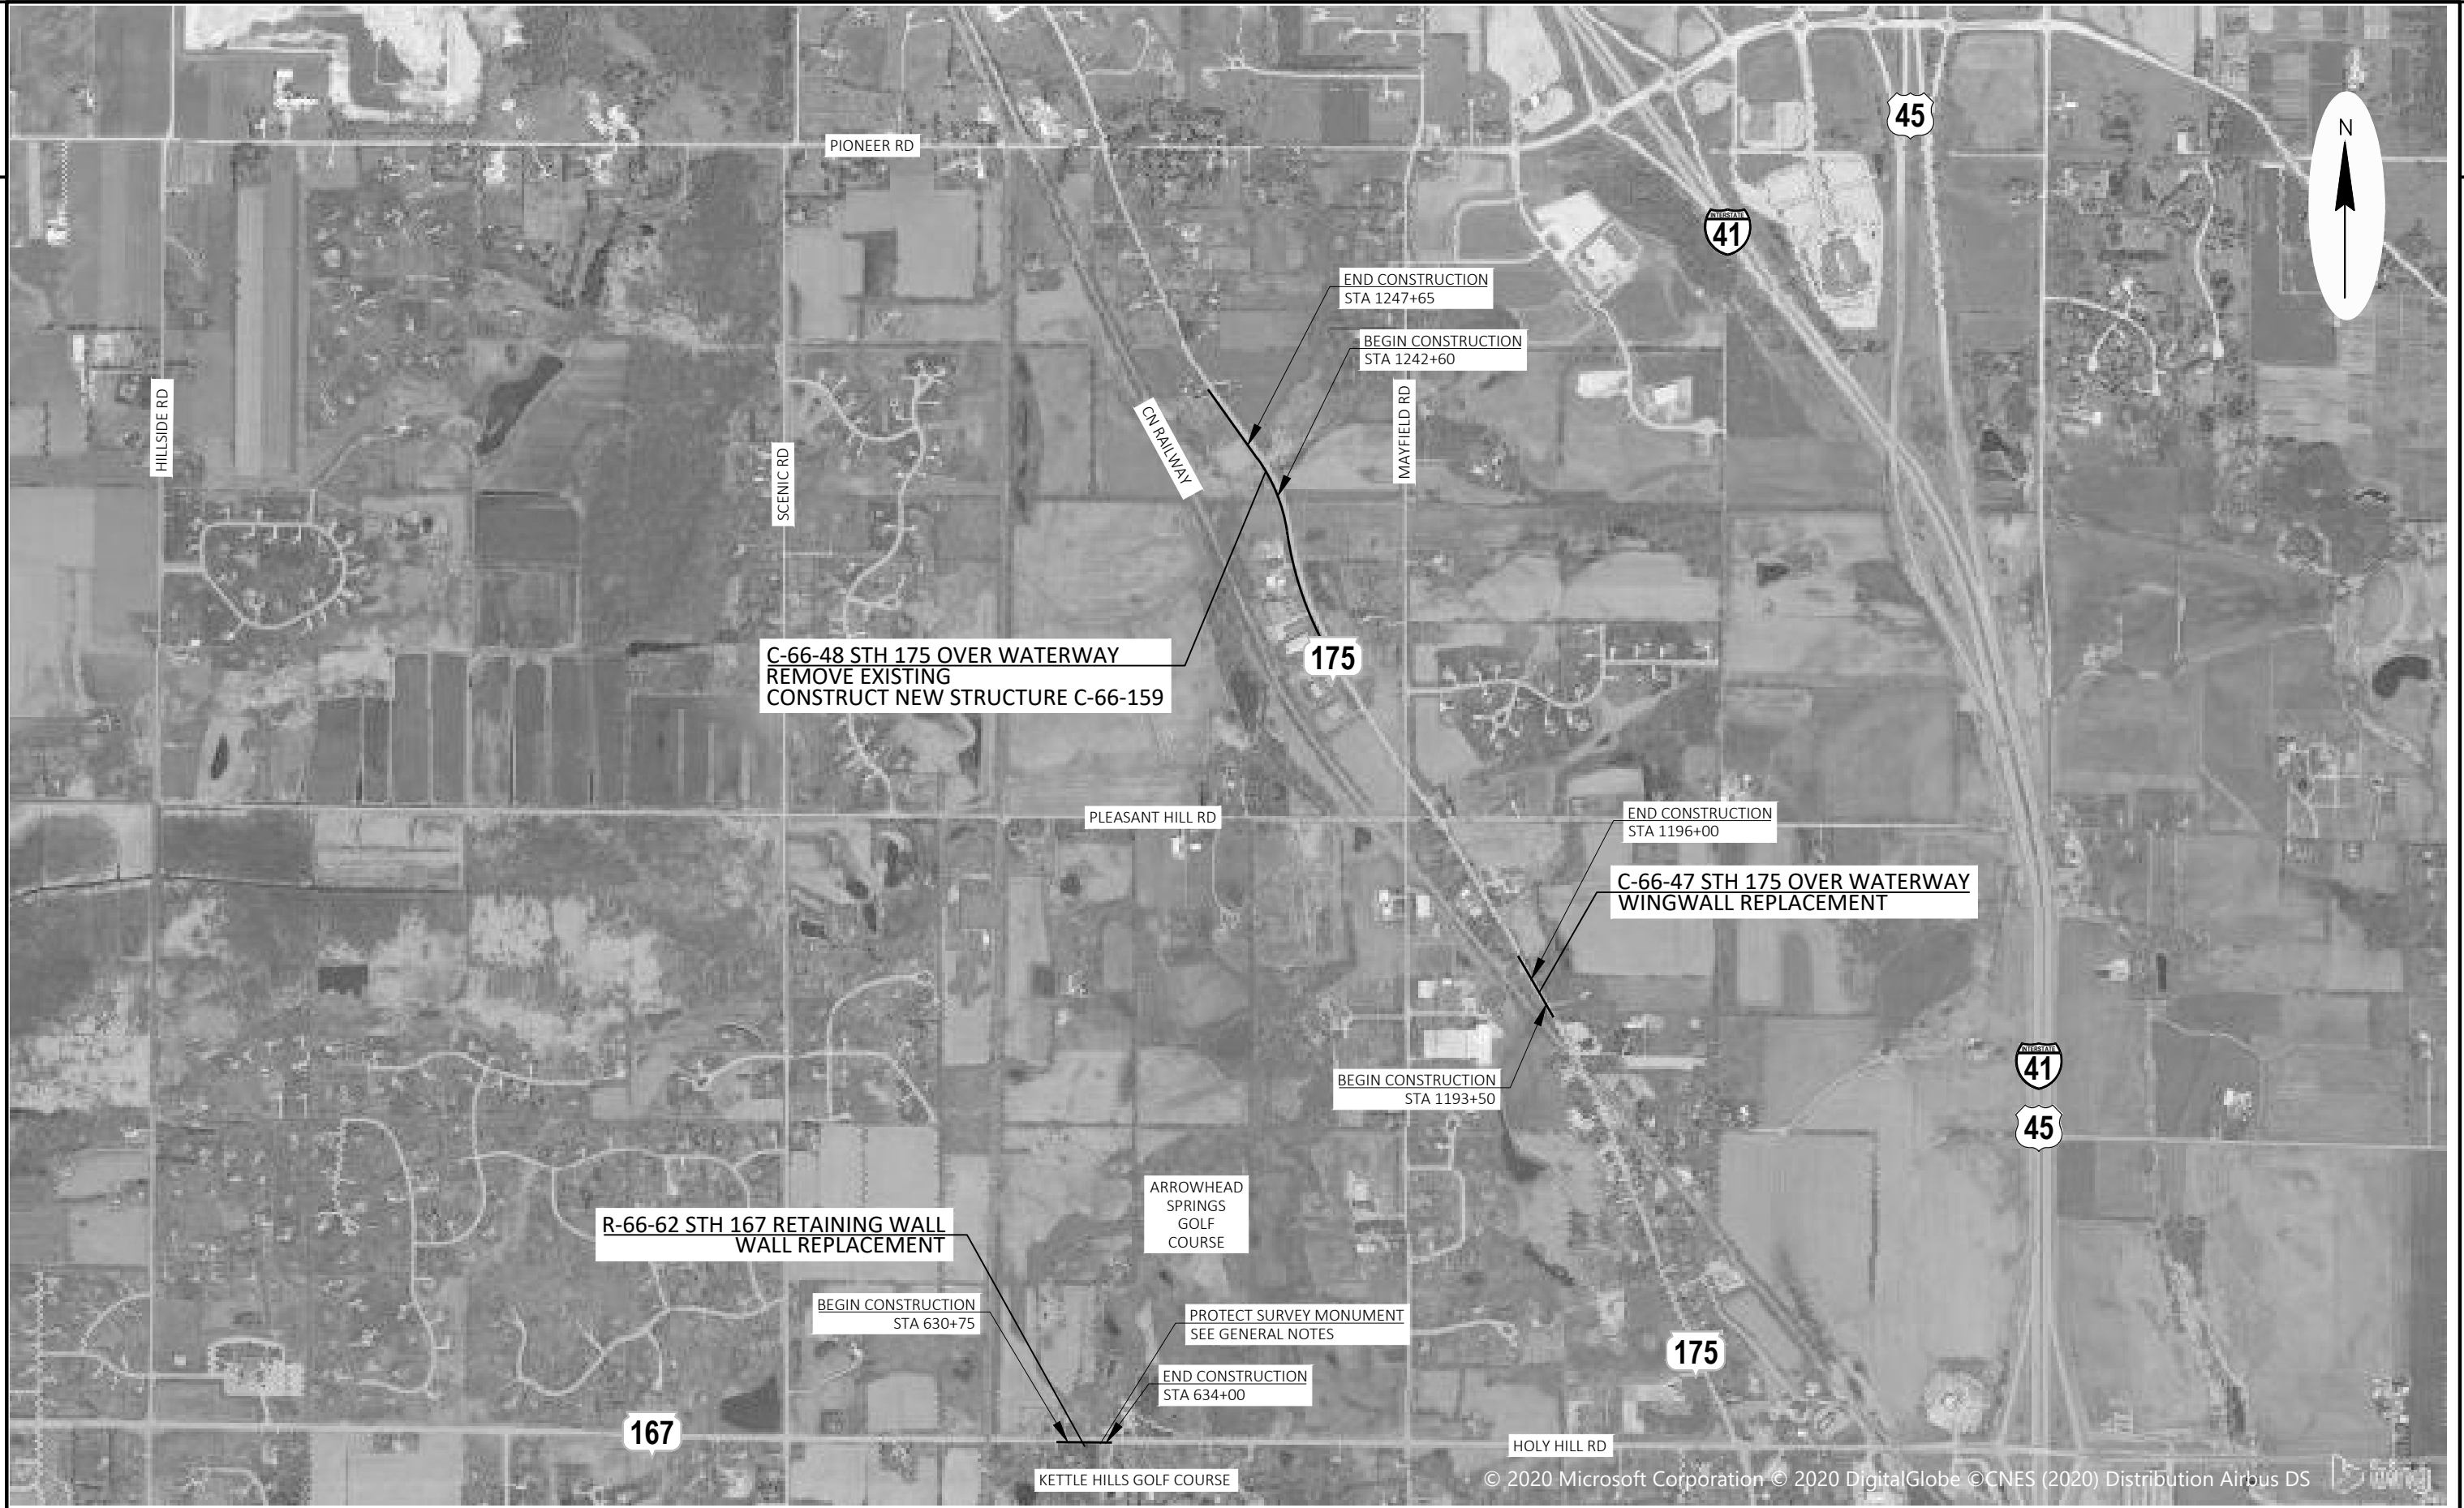 45
N
PIONEER RD
INTERSTATE
41
END CONSTRUCTION
STA 1247+65
BEGIN CONSTRUCTION
STA 1242+60
HILLSIDE RD
SCENIC RD
CN RAILWAY
MAYFIELD RD
C-66-48 STH 175 OVER WATERWAY
REMOVE EXISTING
CONSTRUCT NEW STRUCTURE C-66-159
175
PLEASANT HILL RD
END CONSTRUCTION
STA 1196+00
C-66-47 STH 175 OVER WATERWAY
WINGWALL REPLACEMENT
BEGIN CONSTRUCTION
STA 1193+50
INTERSTATE
41
45
ARROWHEAD
SPRINGS
GOLF
COURSE
R-66-62 STH 167 RETAINING WALL
WALL REPLACEMENT
BEGIN CONSTRUCTION
STA 630+75
PROTECT SURVEY MONUMENT
SEE GENERAL NOTES
END CONSTRUCTION
STA 634+00
175
167
HOLY HILL RD
KETTLE HILLS GOLF COURSE
© 2020 Microsoft Corporation © 2020 DigitalGlobe ©CNES (2020) Distribution Airbus DS
bing